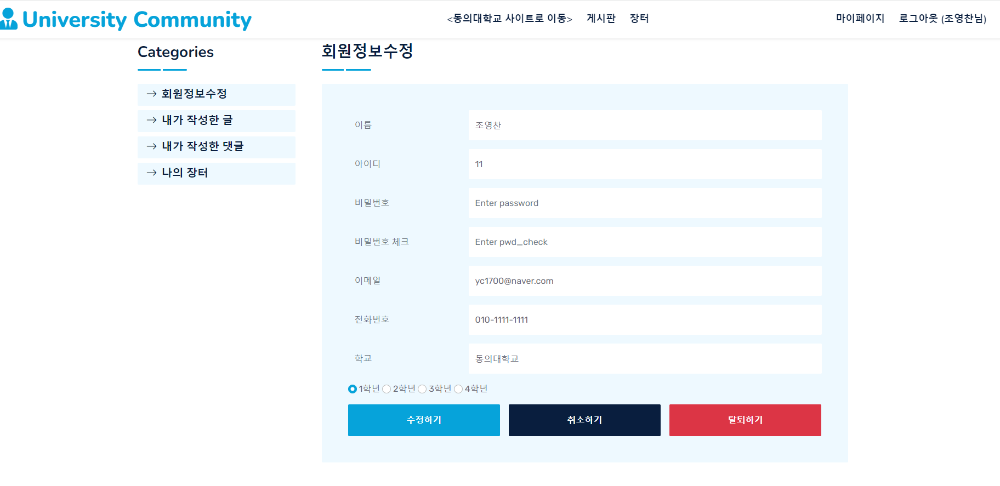 University Community
<동의대학교 사이트로 이동> 게시판 장터
마이페이지 로그아웃 (조영찬님)
Categories
→ 회원정보수정
→ 내가 작성한 글
→ 내가 작성한 댓글
→ 나의 장터
회원정보수정
이름 조영찬
아이디 11
비밀번호 Enter password
비밀번호 체크 Enter pwd_check
이메일 yc1700@naver.com
전화번호 010-1111-1111
학교 동의대학교
1학년 2학년 3학년 4학년
수정하기 취소하기 탈퇴하기